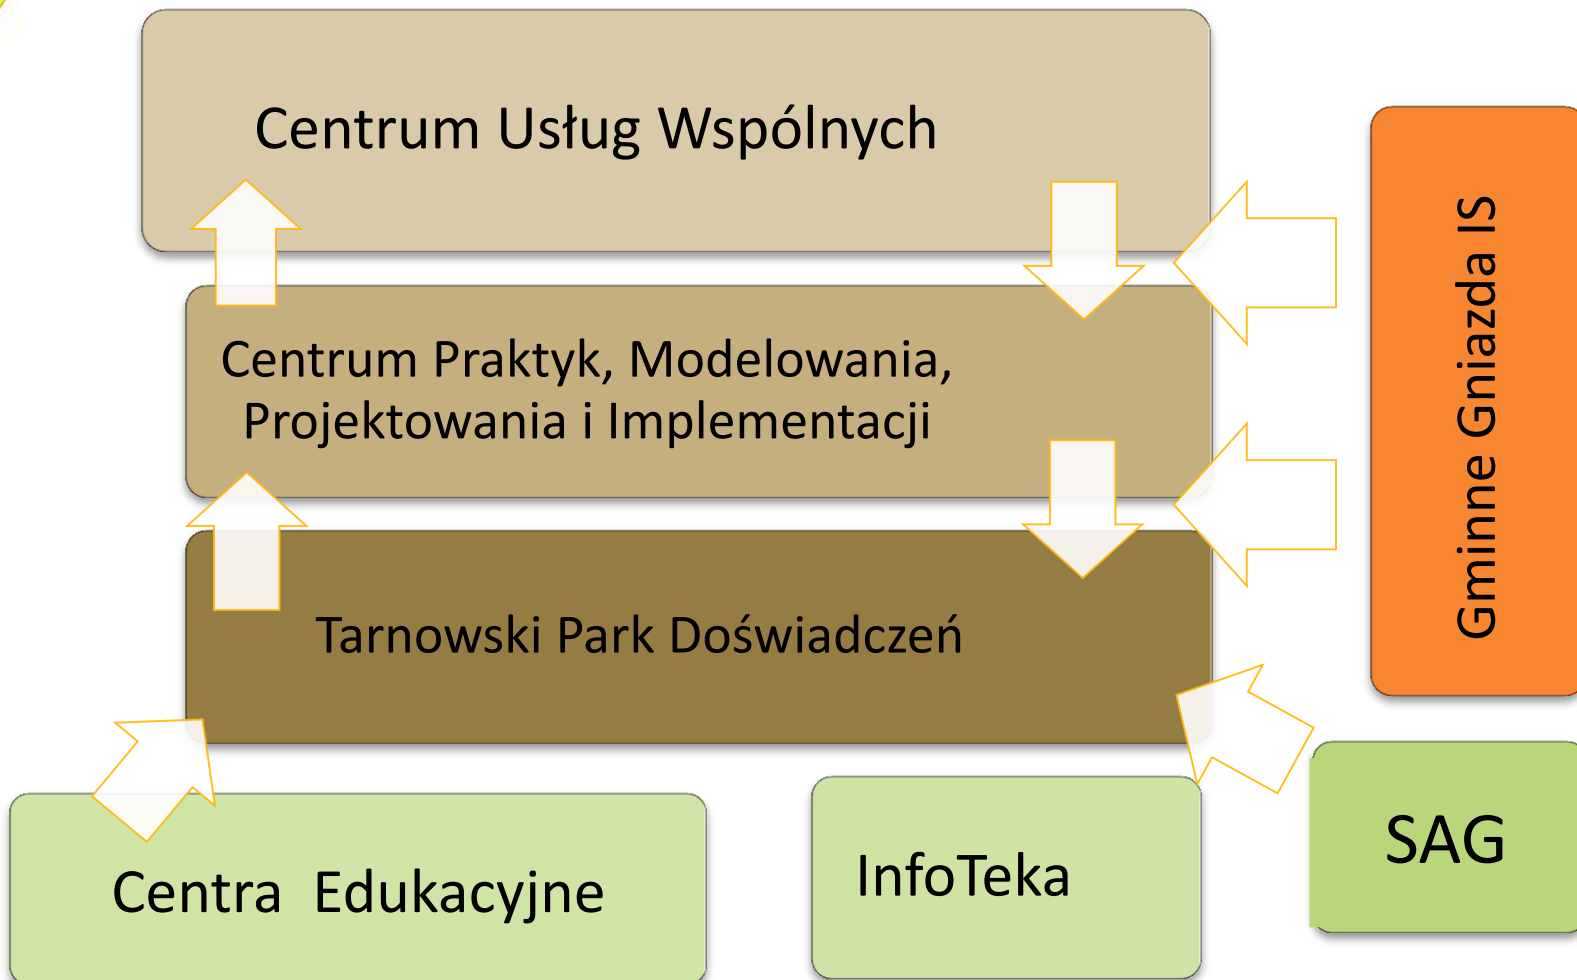 Centrum Usług Wspólnych
Centrum Praktyk, Modelowania,
Projektowania i Implementacji
Tarnowski Park Doświadczeń
Gminne Gniazda IS
Centra Edukacyjne
InfoTeka
SAG